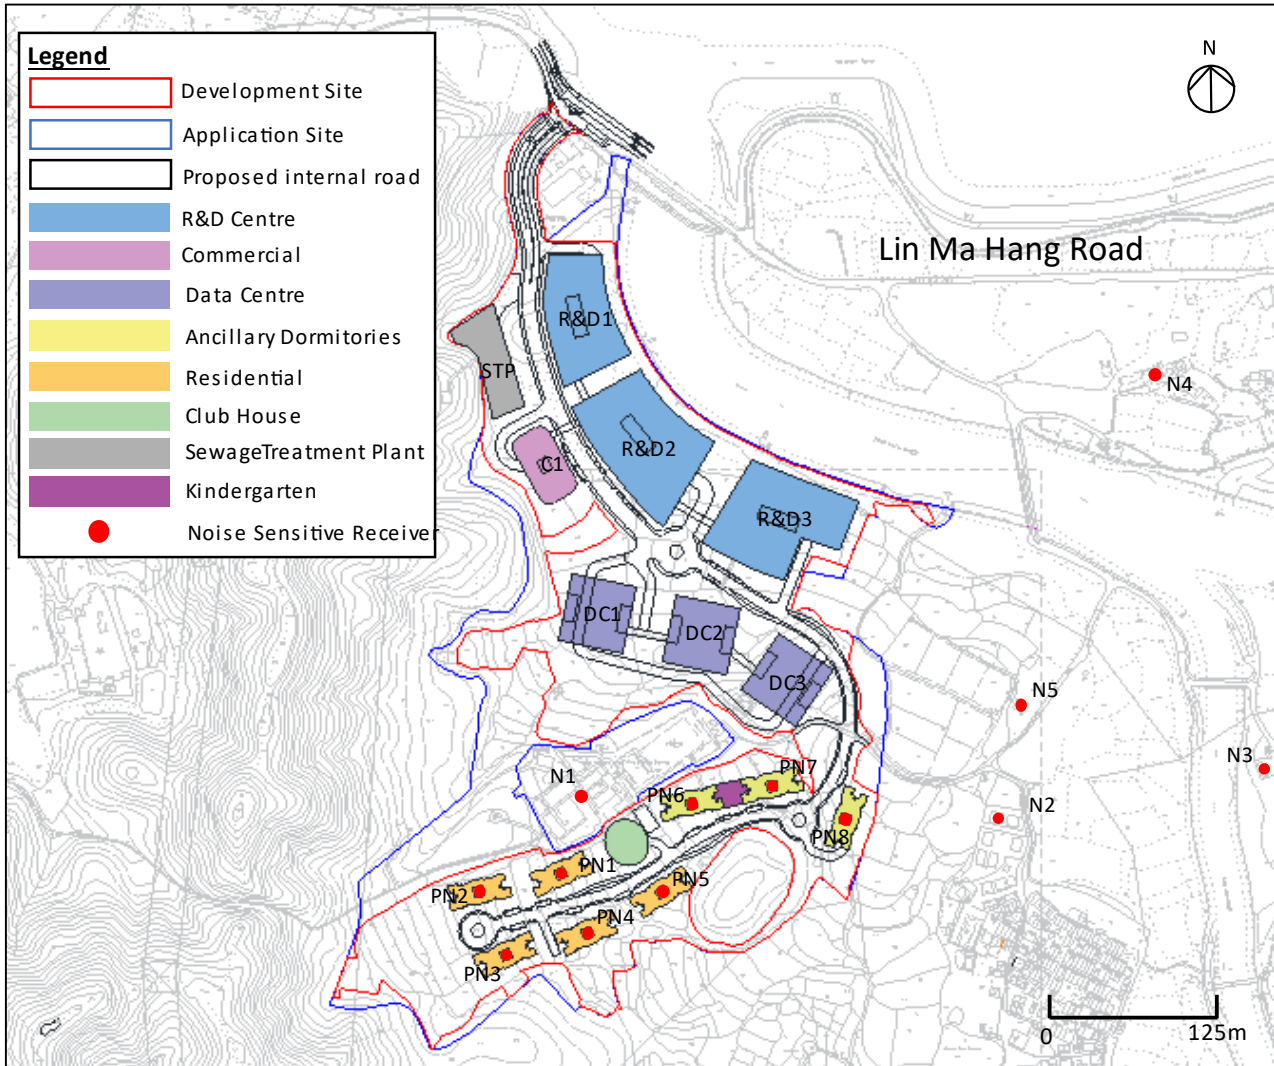 Legend
Development Site
Application Site
Proposed internal road
R&D Centre
Commercial
Data Centre
Ancillary Dormitories
Residential
Club House
SewageTreatment Plant
Kindergarten
Noise Sensitive Receiver
N
Lin Ma Hang Road
R&D1
STP
N4
R&D2
C1
R&D3
DC1
DC2
DC3
N5
N3
N1
PN7
PN6
N2
PN8
PN1
PN5
PN2
PN4
PN3
0
125m